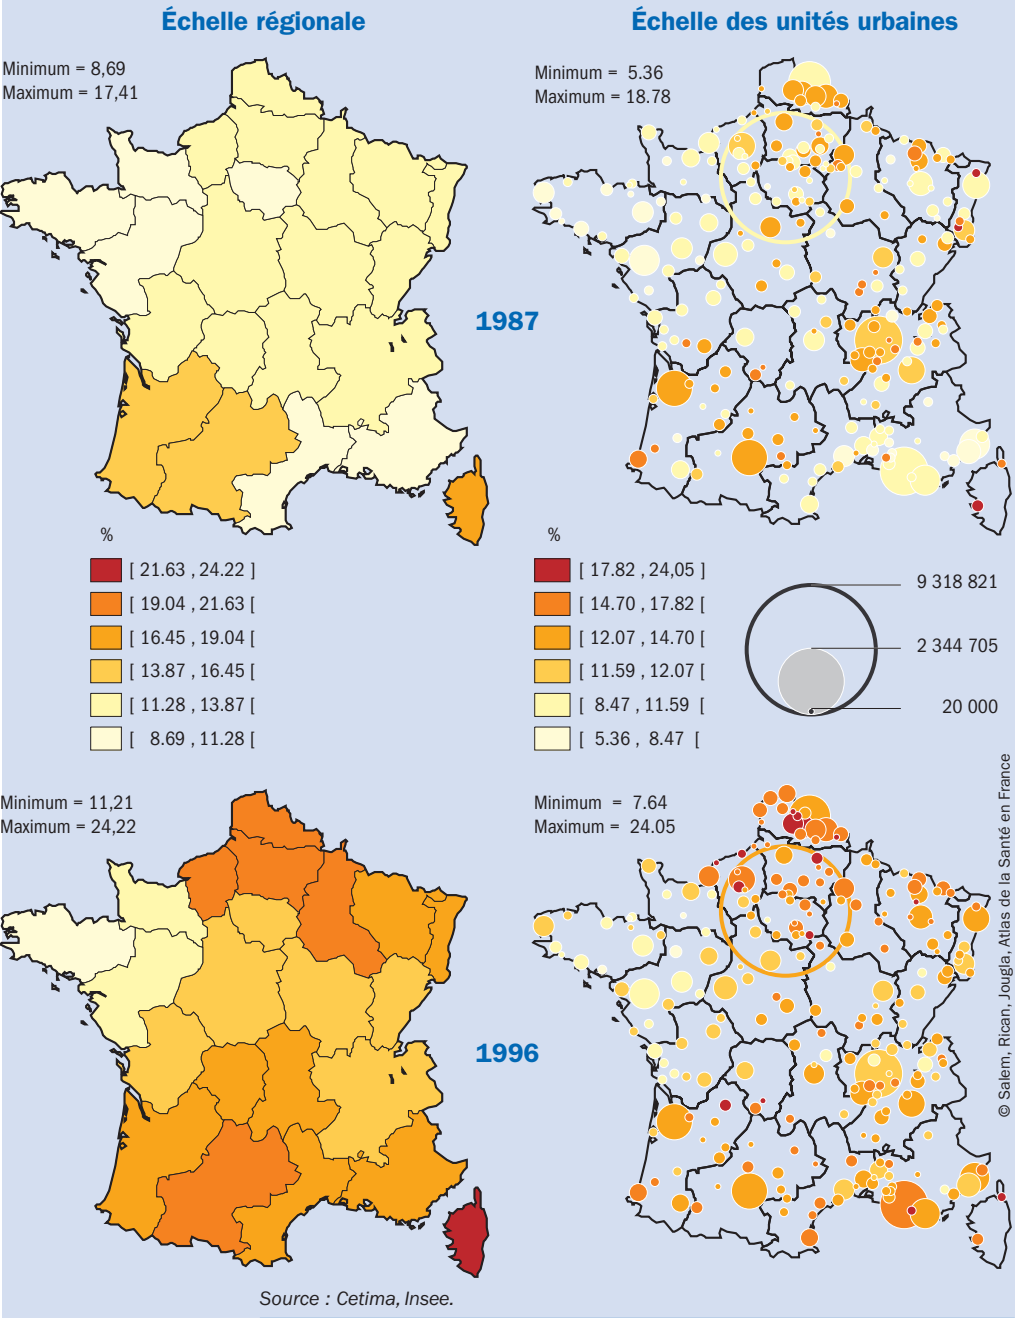 Échelle régionale
Échelle des unités urbaines
Minimum = 8,69
Maximum = 17,41
Minimum = 5.36
Maximum = 18.78
1987
%
[ 21.63 , 24.22 ]
[ 19.04 , 21.63 [
[ 16.45 , 19.04 [
[ 13.87 , 16.45 [
[ 11.28 , 13.87 [
[ 8.69 , 11.28 [
%
[ 17.82 , 24,05 ]
[ 14.70 , 17.82 [
[ 12.07 , 14.70 [
[ 11.59 , 12.07 [
[ 8.47 , 11.59 [
[ 5.36 , 8.47 [
9 318 821
2 344 705
20 000
Minimum = 11,21
Maximum = 24,22
Minimum = 7.64
Maximum = 24.05
1996
© Salem, Rican, Jougla, Atlas de la Santé en France
Source : Cetima, Insee.